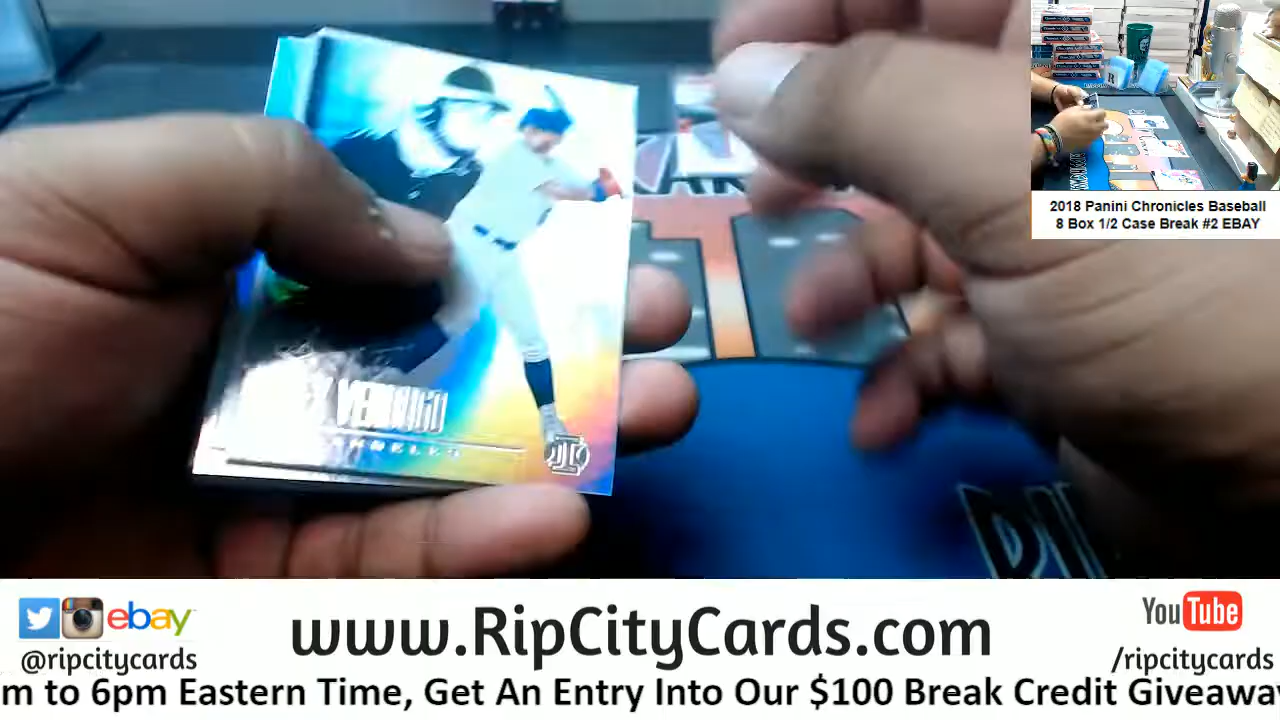 2018 Panini Chronicles Baseball
8 Box 1/2 Case Break #2 EBAY
ebay
@ripcitycards
www.RipCityCards.com
YouTube
/ripcitycards
m to 6pm Eastern Time, Get An Entry Into Our $100 Break Credit Giveaway